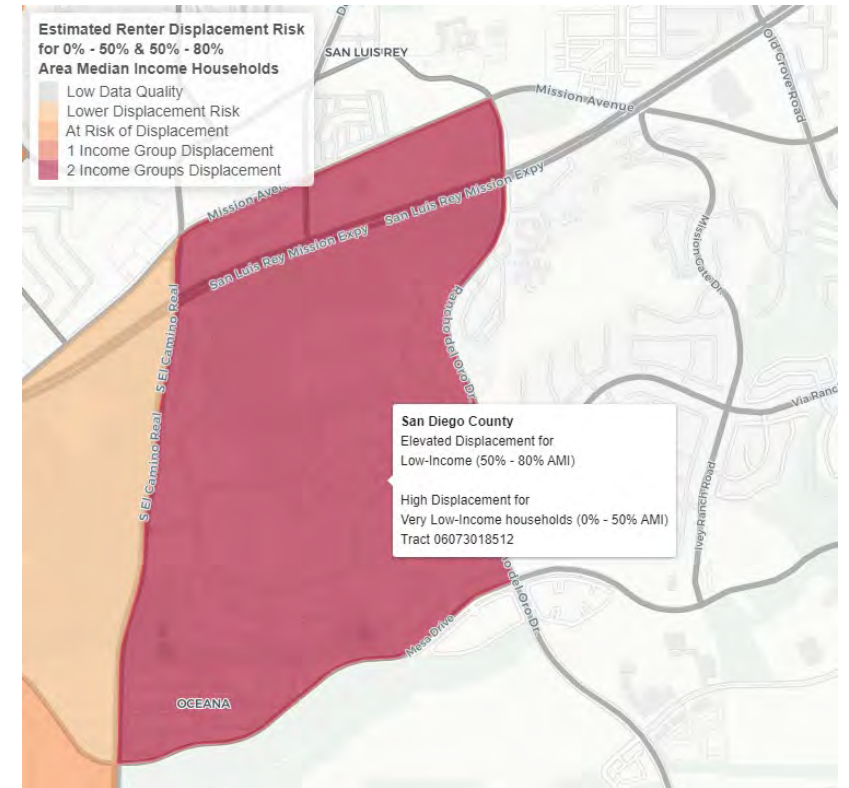 Estimated Renter Displacement Risk
for 0% - 50% & 50% - 80%
Area Median Income Households
Low Data Quality
Lower Displacement Risk
At Risk of Displacement
1 Income Group Displacement
2 Income Groups Displacement
SAN LUIS REY
Mission Avenue
Old Grove Road
Mission Ave
San Luis Rey Mission Expy
San Luis Rey Mission Expy
Mission Gate Dr.
S El Camino Real
Rancho del Oro Dr.
Via Ranc
San Diego County
Elevated Displacement for
Low-Income (50% - 80% AMI)
High Displacement for
Very Low-Income households (0% - 50% AMI)
Tract 06073018512
S El Camino Real
Ivey Ranch Road
o del Oro Dr.
Mesa Drive
OCEANA